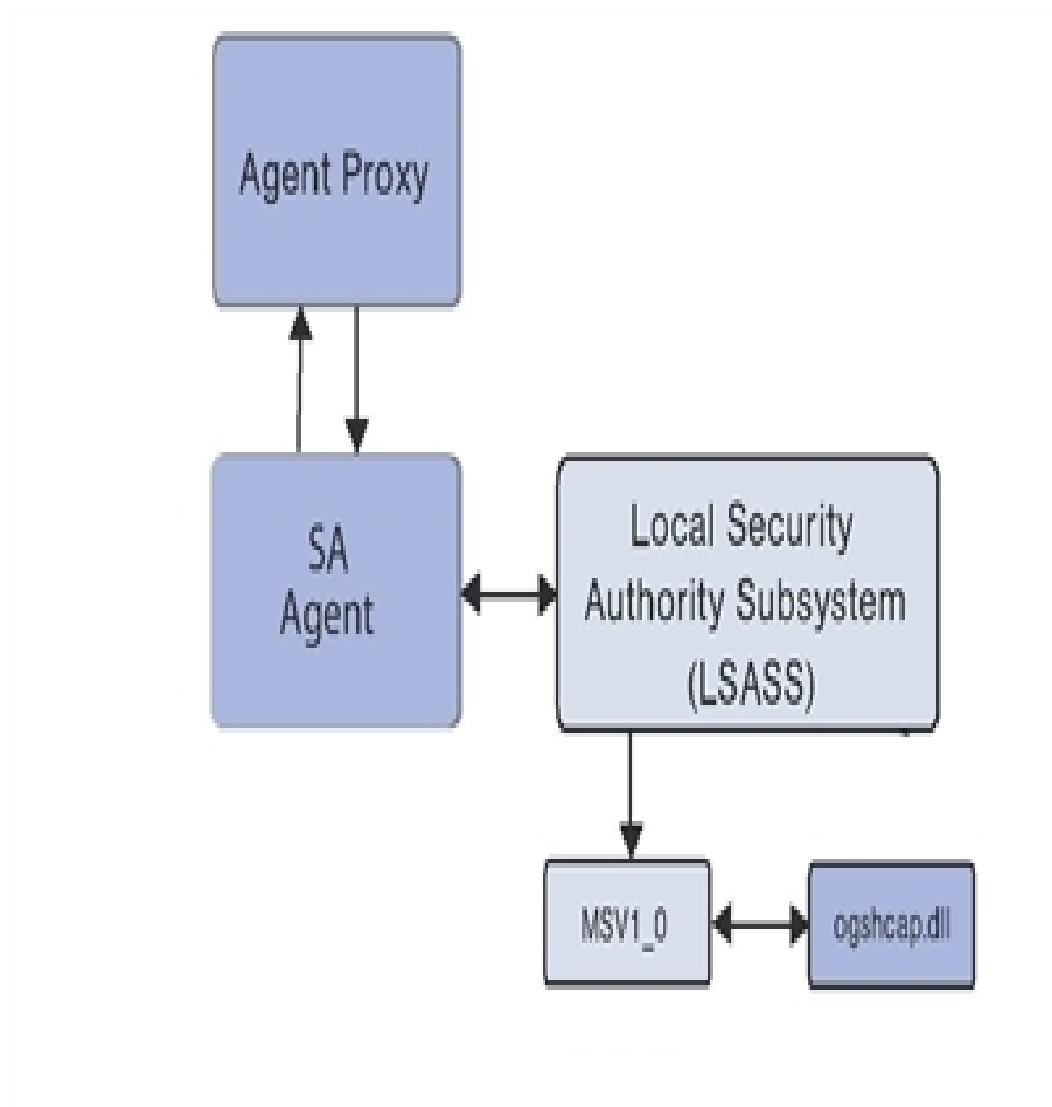 Agent Proxy
SA
Agent
Local Security
Authority Subsystem
(LSASS)
MSV1_0
ogshcap.dll